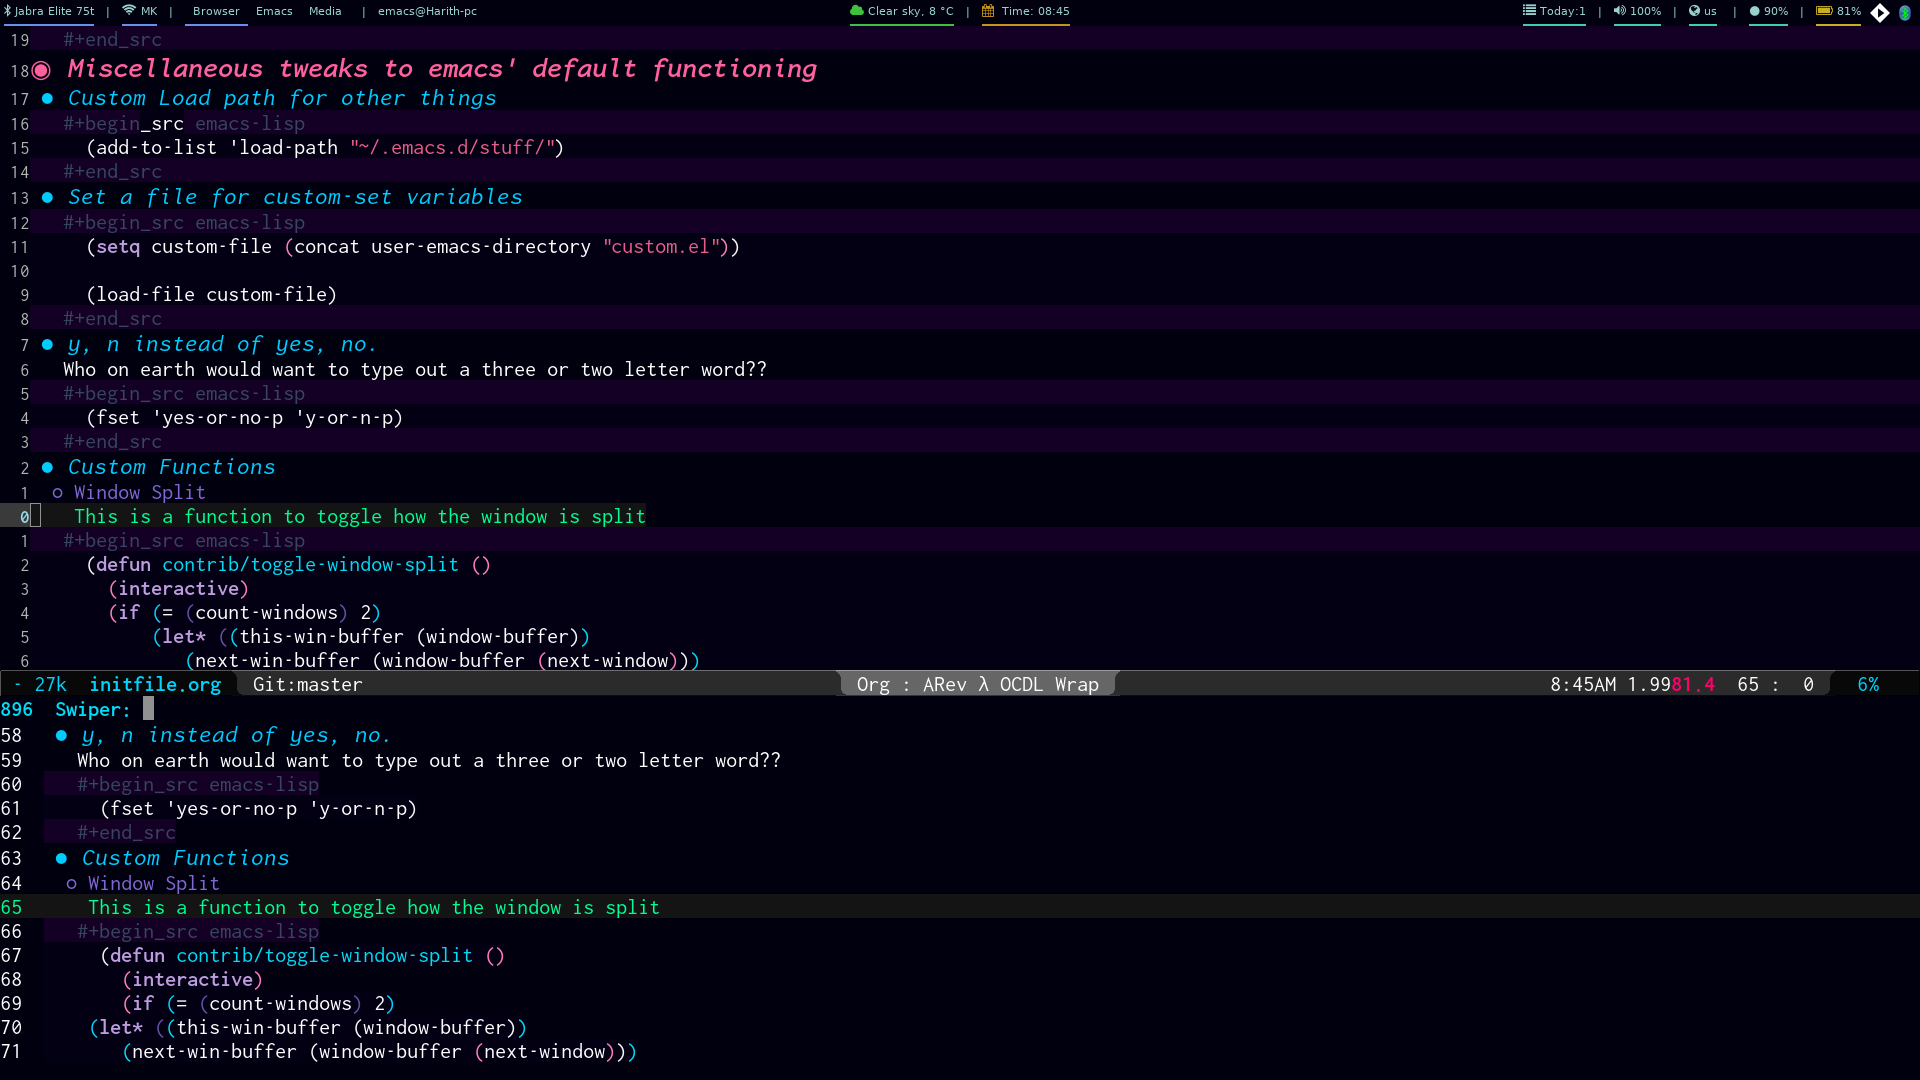 Jabra Elite 75t | MK | Browser Emacs Media | emacs@Harith-pc Clear sky, 8 °C | Time: 08:45 Today:1 | 100% | us | 90% | 81%
19 #+end_src
18 Miscellaneous tweaks to emacs' default functioning
17 Custom Load path for other things
16 #+begin_src emacs-lisp
15 (add-to-list 'load-path "~/.emacs.d/stuff/")
14 #+end_src
13 Set a file for custom-set variables
12 #+begin_src emacs-lisp
11 (setq custom-file (concat user-emacs-directory "custom.el"))
10
9 (load-file custom-file)
8 #+end_src
7 y, n instead of yes, no.
6 Who on earth would want to type out a three or two letter word??
5 #+begin_src emacs-lisp
4 (fset 'yes-or-no-p 'y-or-n-p)
3 #+end_src
2 Custom Functions
1 Window Split
0 This is a function to toggle how the window is split
1 #+begin_src emacs-lisp
2 (defun contrib/toggle-window-split ()
3 (interactive)
4 (if (= (count-windows) 2)
5 (let* ((this-win-buffer (window-buffer))
6 (next-win-buffer (window-buffer (next-window)))
- 27k initfile.org Git:master Org : ARev λ OCDL Wrap 8:45AM 1.9981.4 65 : 0 6%
896 Swiper:
58 y, n instead of yes, no.
59 Who on earth would want to type out a three or two letter word??
60 #+begin_src emacs-lisp
61 (fset 'yes-or-no-p 'y-or-n-p)
62 #+end_src
63 Custom Functions
64 Window Split
65 This is a function to toggle how the window is split
66 #+begin_src emacs-lisp
67 (defun contrib/toggle-window-split ()
68 (interactive)
69 (if (= (count-windows) 2)
70 (let* ((this-win-buffer (window-buffer))
71 (next-win-buffer (window-buffer (next-window)))